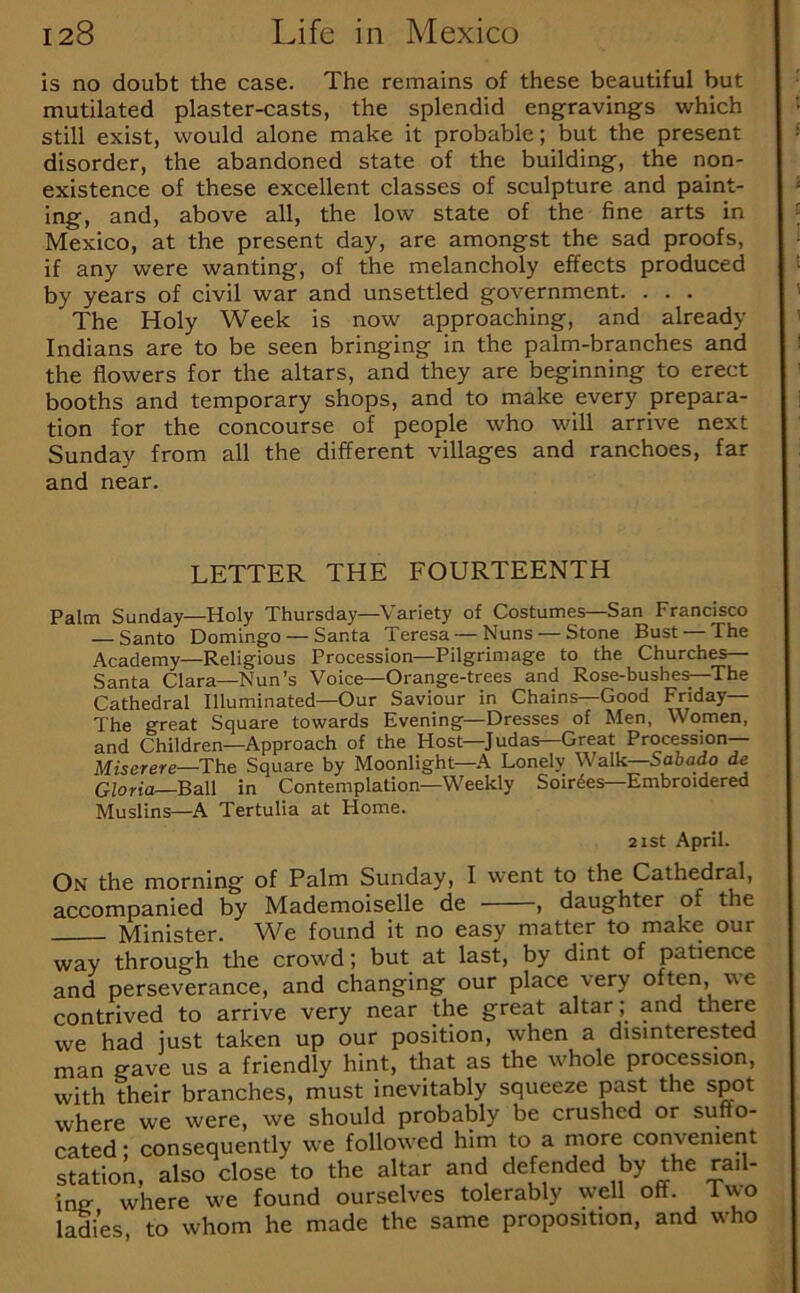 128 Life in Mexico
is no doubt the case. The remains of these beautiful but
mutilated plaster-casts, the splendid engravings which
still exist, would alone make it probable; but the present
disorder, the abandoned state of the building, the non-
existence of these excellent classes of sculpture and paint-
ing, and, above all, the low state of the fine arts in
Mexico, at the present day, are amongst the sad proofs,
if any were wanting, of the melancholy effects produced
by years of civil war and unsettled government. . . .
The Holy Week is now approaching, and already
Indians are to be seen bringing in the palm-branches and
the flowers for the altars, and they are beginning to erect
booths and temporary shops, and to make every prepara-
tion for the concourse of people who will arrive next
Sunday from all the different villages and ranchoes, far
and near.
LETTER THE FOURTEENTH
Palm Sunday—Holy Thursday—Variety of Costumes—San Francisco
— Santo Domingo — Santa Teresa — Nuns — Stone Bust — The
Academy—Religious Procession—Pilgrimage to the Churches—
Santa Clara—Nun's Voice—Orange-trees and Rose-bushes—The
Cathedral Illuminated—Our Saviour in Chains—Good Friday—
The great Square towards Evening—Dresses of Men, Women,
and Children—Approach of the Host—Judas—Great Procession—
Miserere—The Square by Moonlight—A Lonely Walk—Sabado de
Gloria—Ball in Contemplation—Weekly Soirées—Embroidered
Muslins—A Tertulia at Home.
21st April.
On the morning of Palm Sunday, I went to the Cathedral,
accompanied by Mademoiselle de ——, daughter of the
—— Minister. We found it no easy matter to make our
way through the crowd; but at last, by dint of patience
and perseverance, and changing our place very often, we
contrived to arrive very near the great altar; and there
we had just taken up our position, when a disinterested
man gave us a friendly hint, that as the whole procession,
with their branches, must inevitably squeeze past the spot
where we were, we should probably be crushed or suffo-
cated; consequently we followed him to a more convenient
station, also close to the altar and defended by the rail-
ing, where we found ourselves tolerably well off. Two
ladies, to whom he made the same proposition, and who